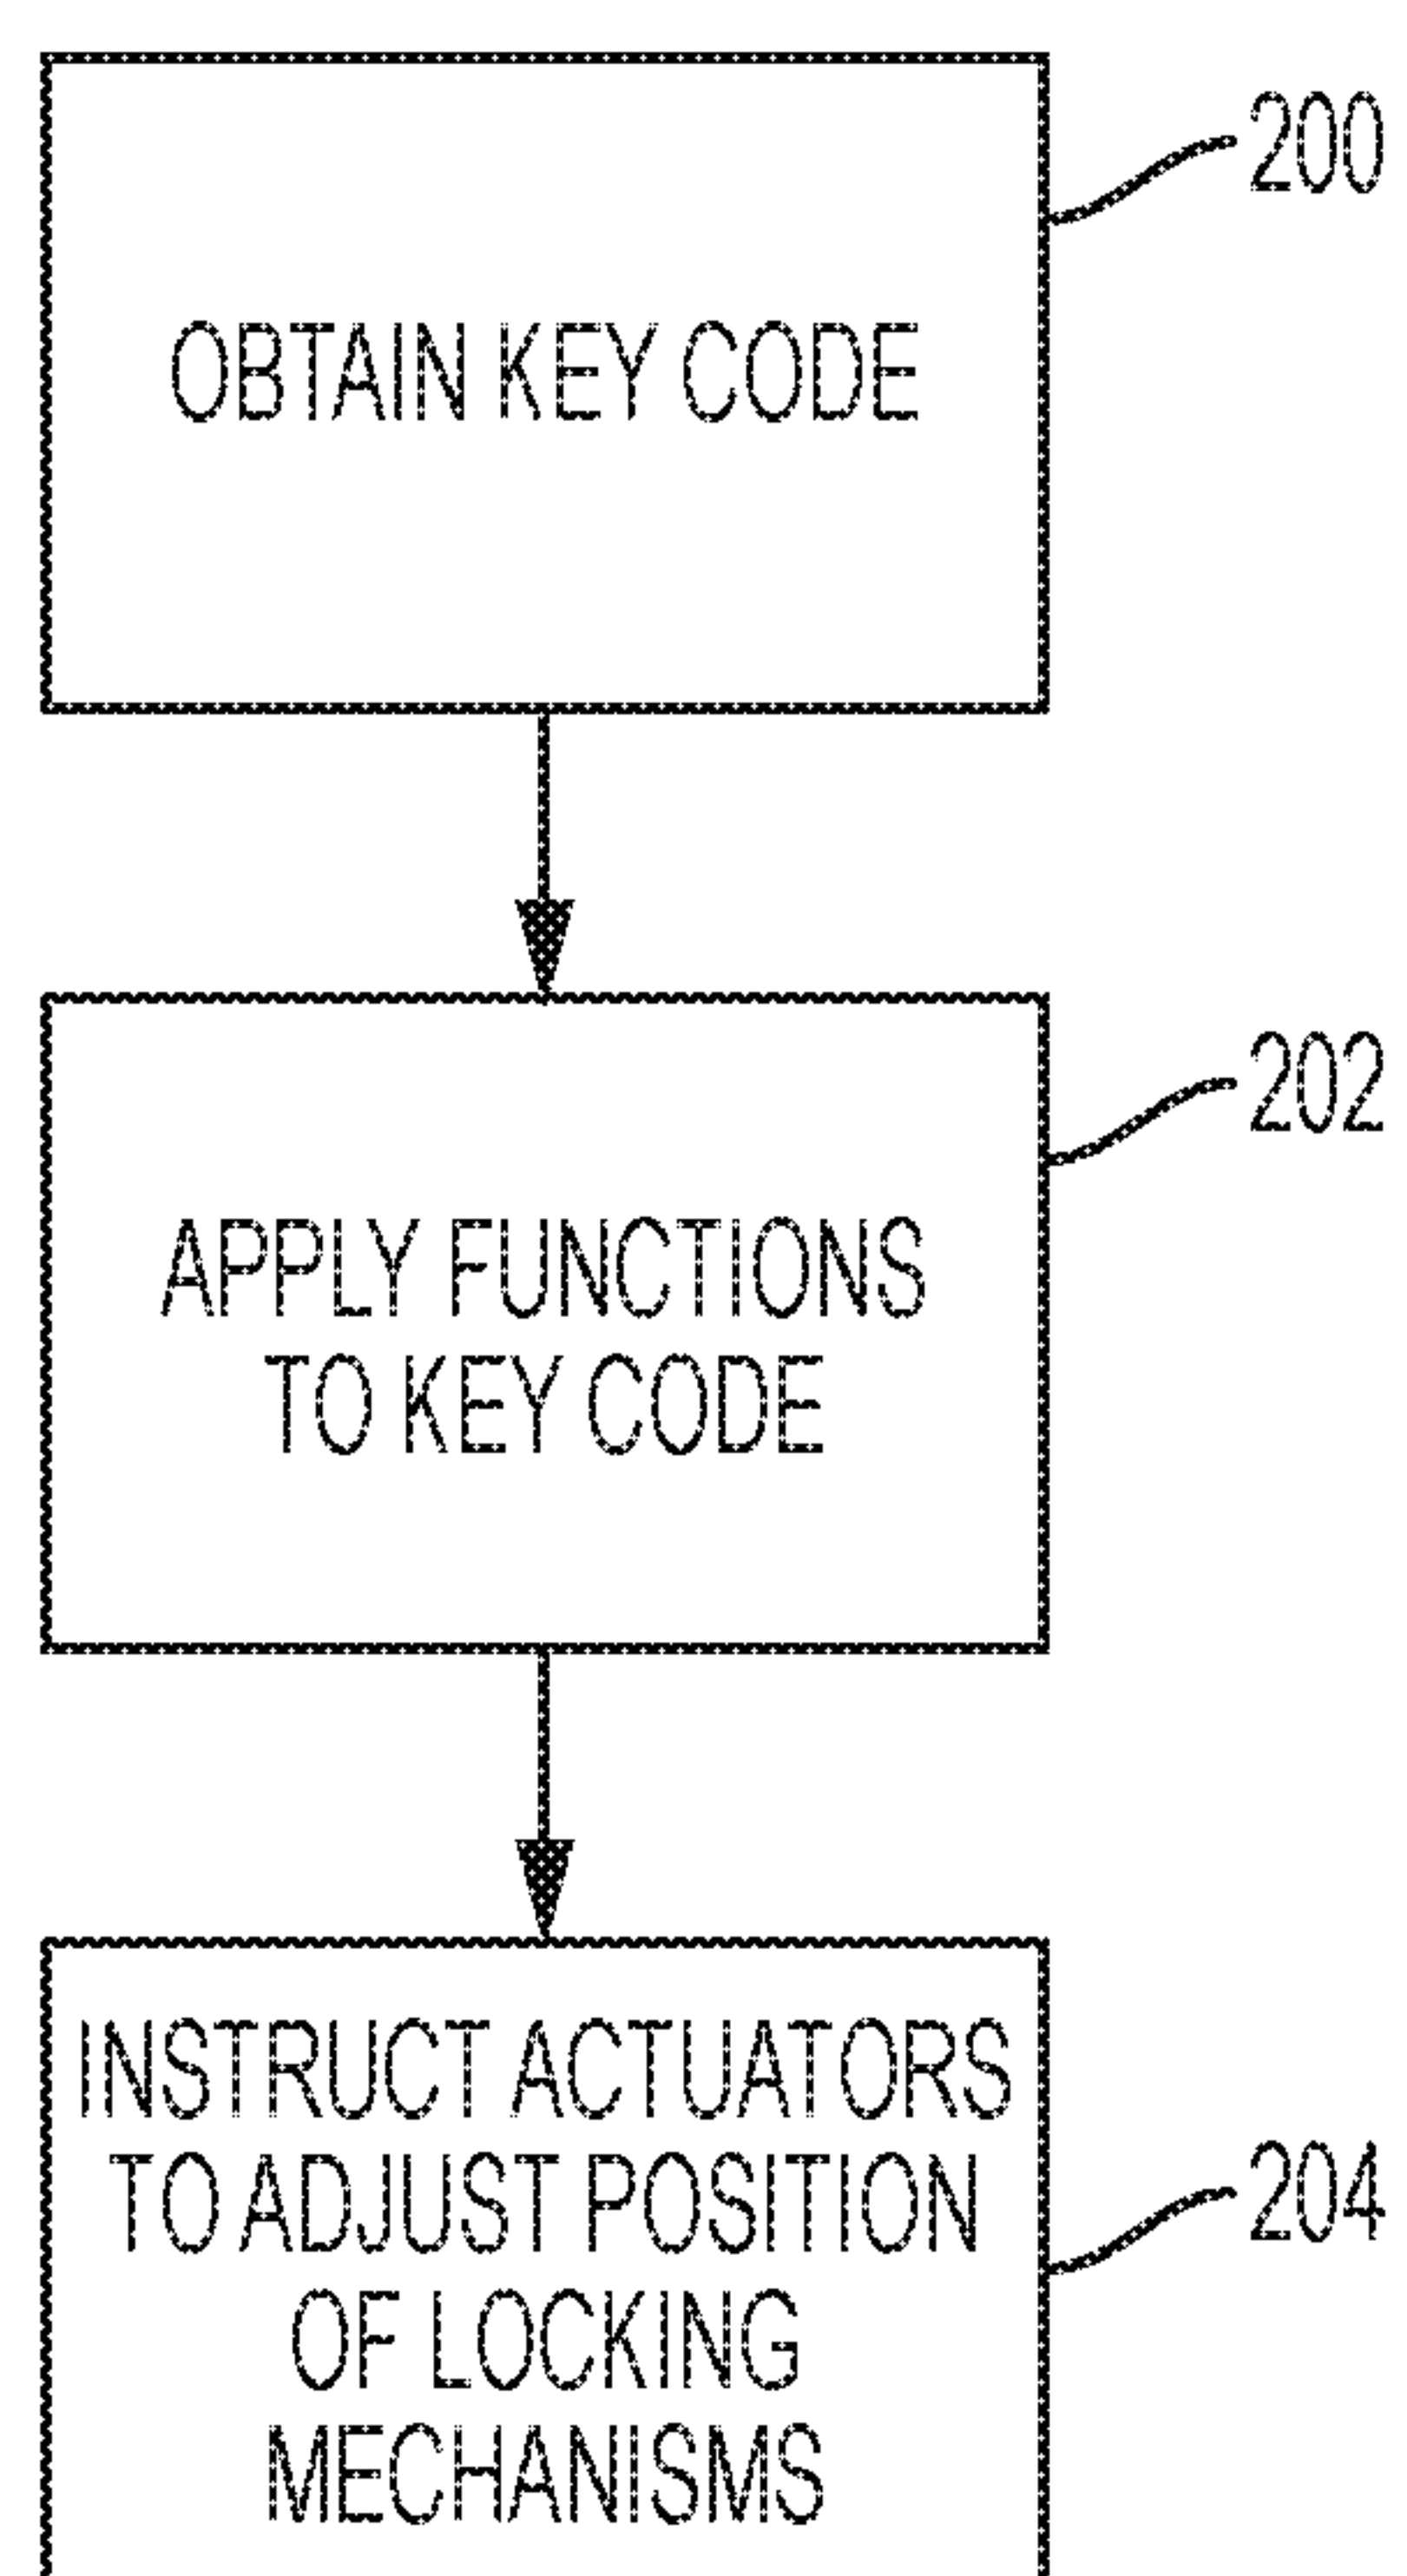 200
OBTAIN KEY CODE
202
APPLY FUNCTIONS
TO KEY CODE
INSTRUCT ACTUATORS
TO ADJUST POSITION
204
OF LOCKING
MECHANISMS